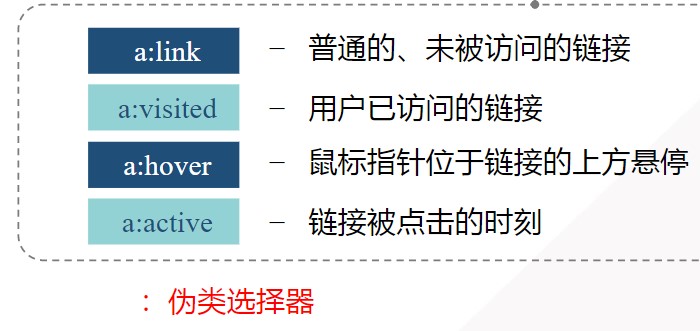 a:link – 普通的、未被访问的链接
a:visited – 用户已访问的链接
a:hover – 鼠标指针位于链接的上方悬停
a:active – 链接被点击的时刻
：伪类选择器